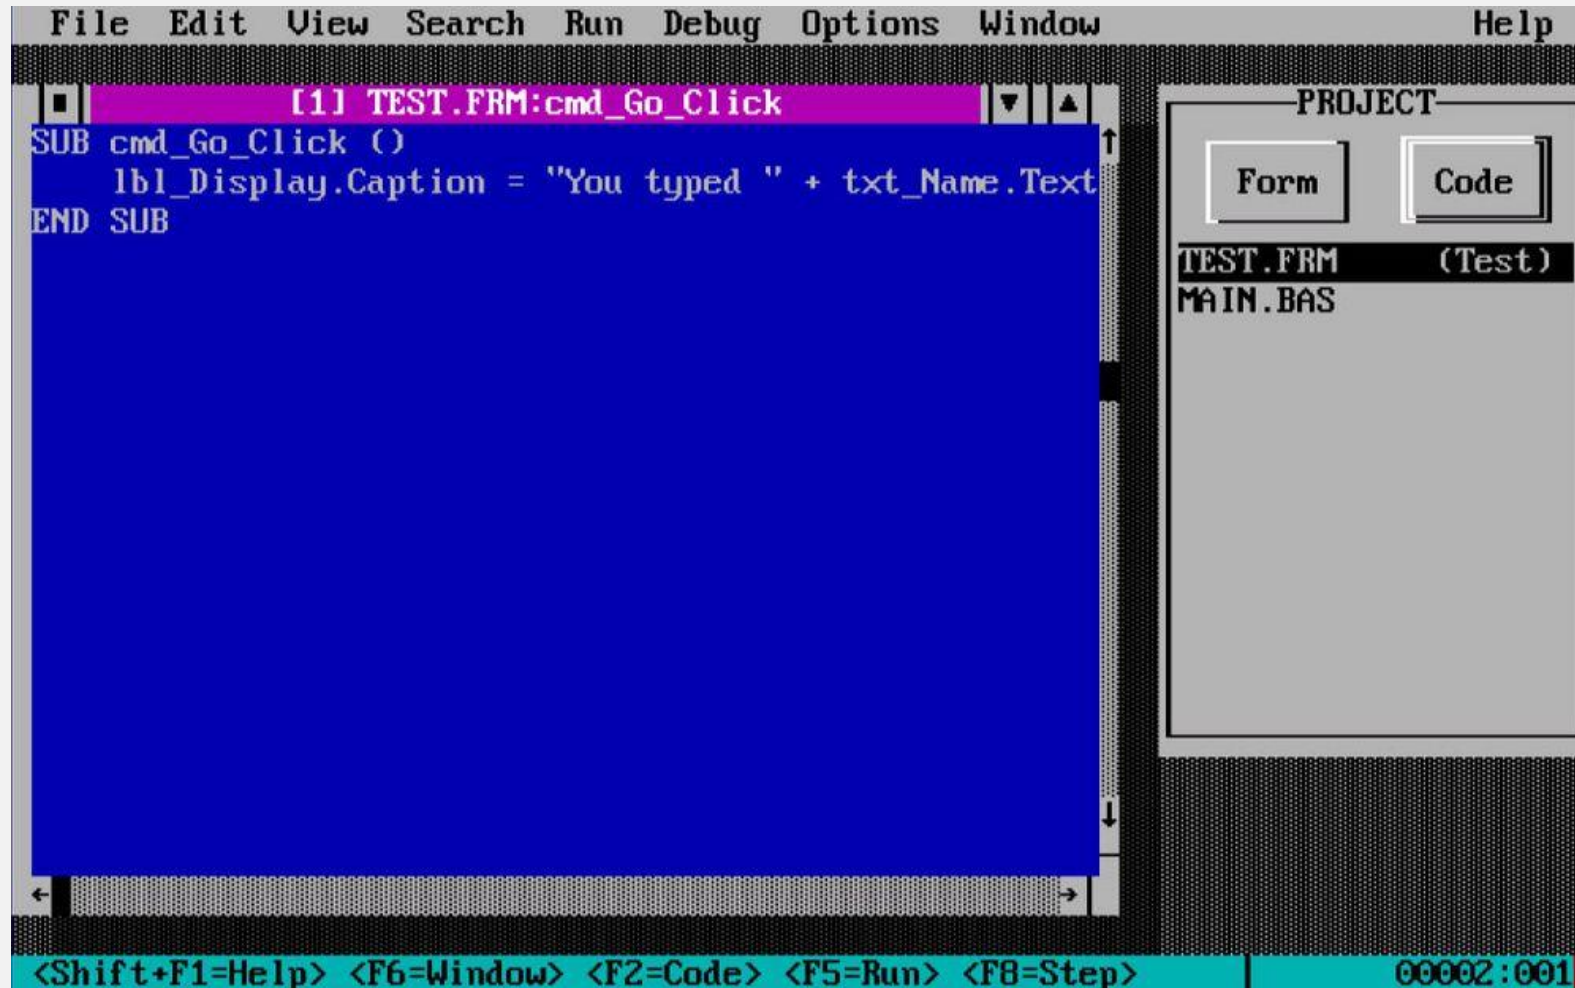 File Edit View Search Run Debug Options Window Help
[1] TEST.FRM:cmd_Go_Click
SUB cmd_Go_Click ()
    lbl_Display.Caption = "You typed " + txt_Name.Text
END SUB
PROJECT
Form Code
TEST.FRM (Test)
MAIN.BAS
<Shift+F1=Help> <F6=Window> <F2=Code> <F5=Run> <F8=Step> 00002:001